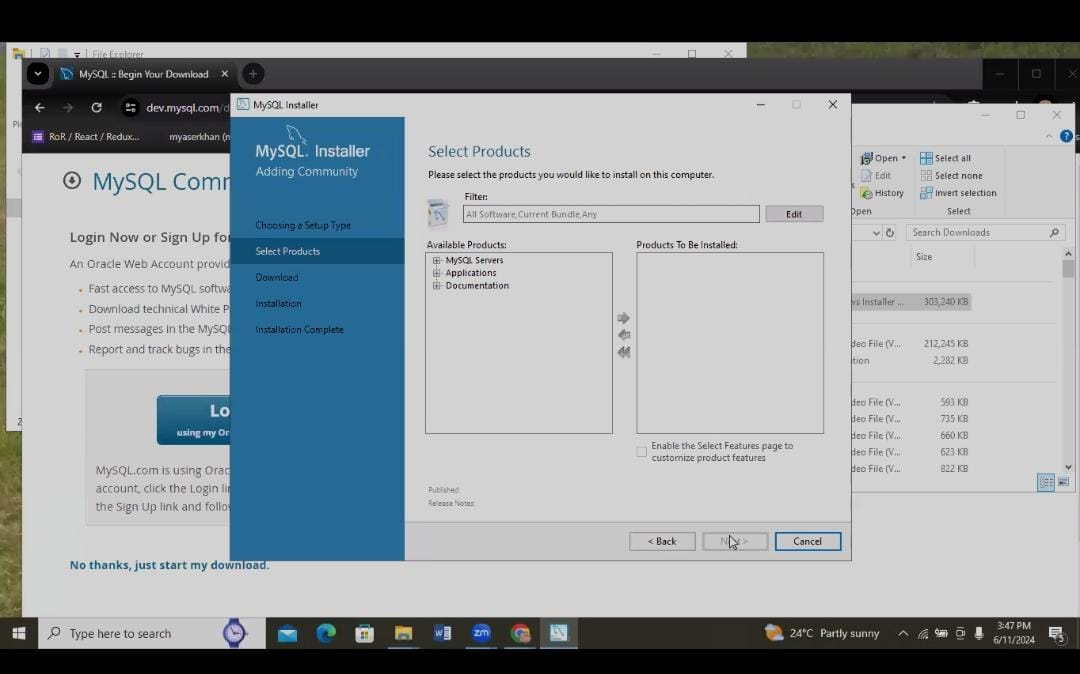 File Explorer
MySQL :: Begin Your Download
dev.mysql.com/d
RoR / React / Redux...
myaserkhan (n
MySQL Comm
Login Now or Sign Up for
An Oracle Web Account provid
Fast access to MySQL softwa
Download technical White P
Post messages in the MySQL
Report and track bugs in the
Lo
using my Or
MySQL.com is using Orac
account, click the Login lin
the Sign Up link and follow
No thanks, just start my download.
MySQL Installer
MySQL. Installer
Adding Community
Choosing a Setup Type
Select Products
Download
Installation
Installation Complete
Select Products
Please select the products you would like to install on this computer.
Filter:
All Software,Current Bundle,Any
Edit
Available Products:
Products To Be Installed:
MySQL Servers
Applications
Documentation
Enable the Select Features page to
customize product features
Published:
Release Notes:
< Back
Cancel
Open
Select all
Edit
Select none
History
Invert selection
Open
Select
Search Downloads
Size
vs Installer ...
303,240 KB
deo File (V...
212,245 KB
tion
2,282 KB
deo File (V...
593 KB
deo File (V...
735 KB
deo File (V...
660 KB
deo File (V...
623 KB
deo File (V...
822 KB
Type here to search
zm
24°C Partly sunny
3:47 PM
6/11/2024
5